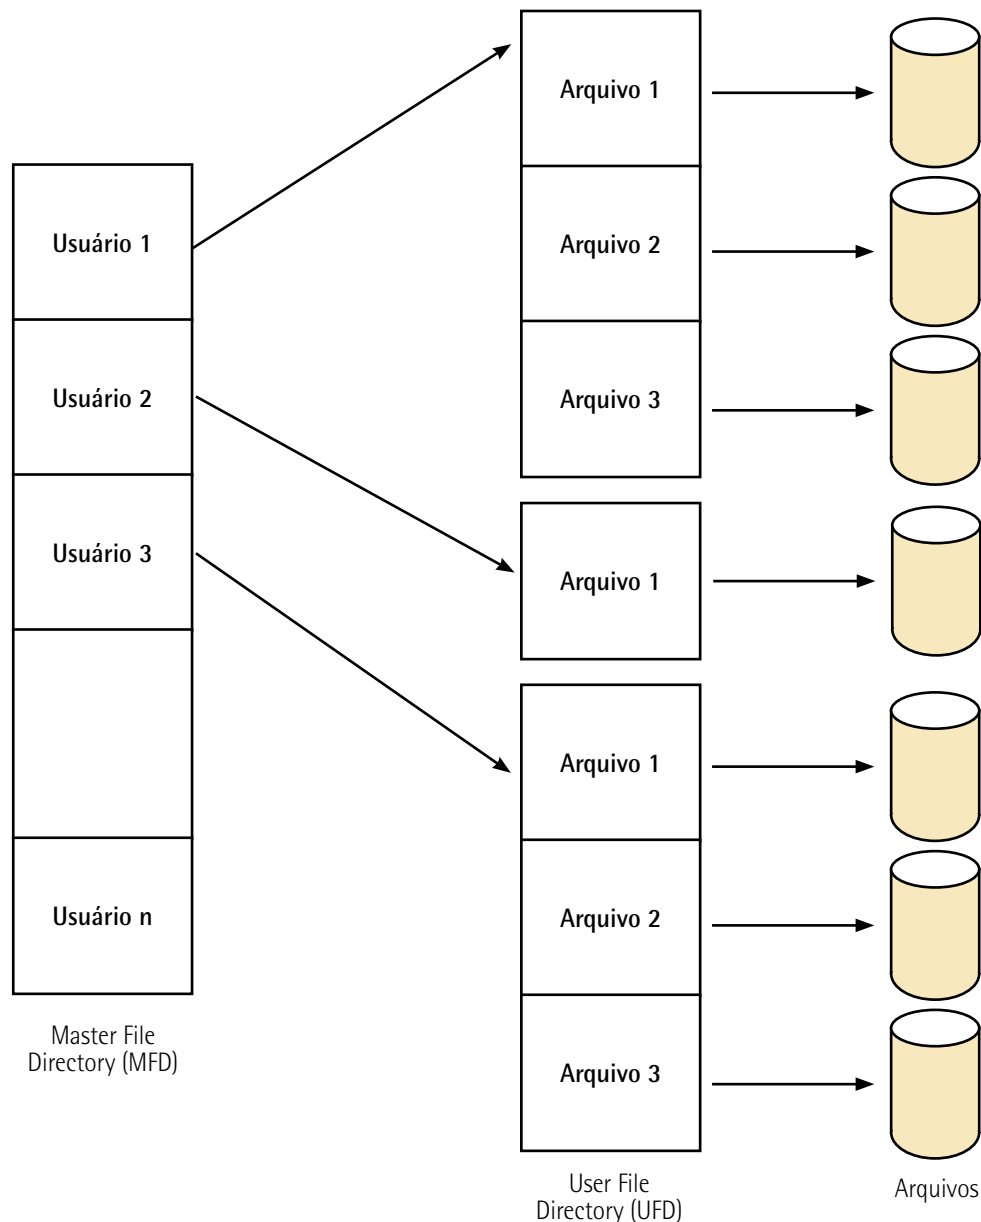 Usuário 1
Usuário 2
Usuário 3
Usuário n
Master File
Directory (MFD)
Arquivo 1
Arquivo 2
Arquivo 3
Arquivo 1
Arquivo 1
Arquivo 2
Arquivo 3
User File
Directory (UFD)
Arquivos